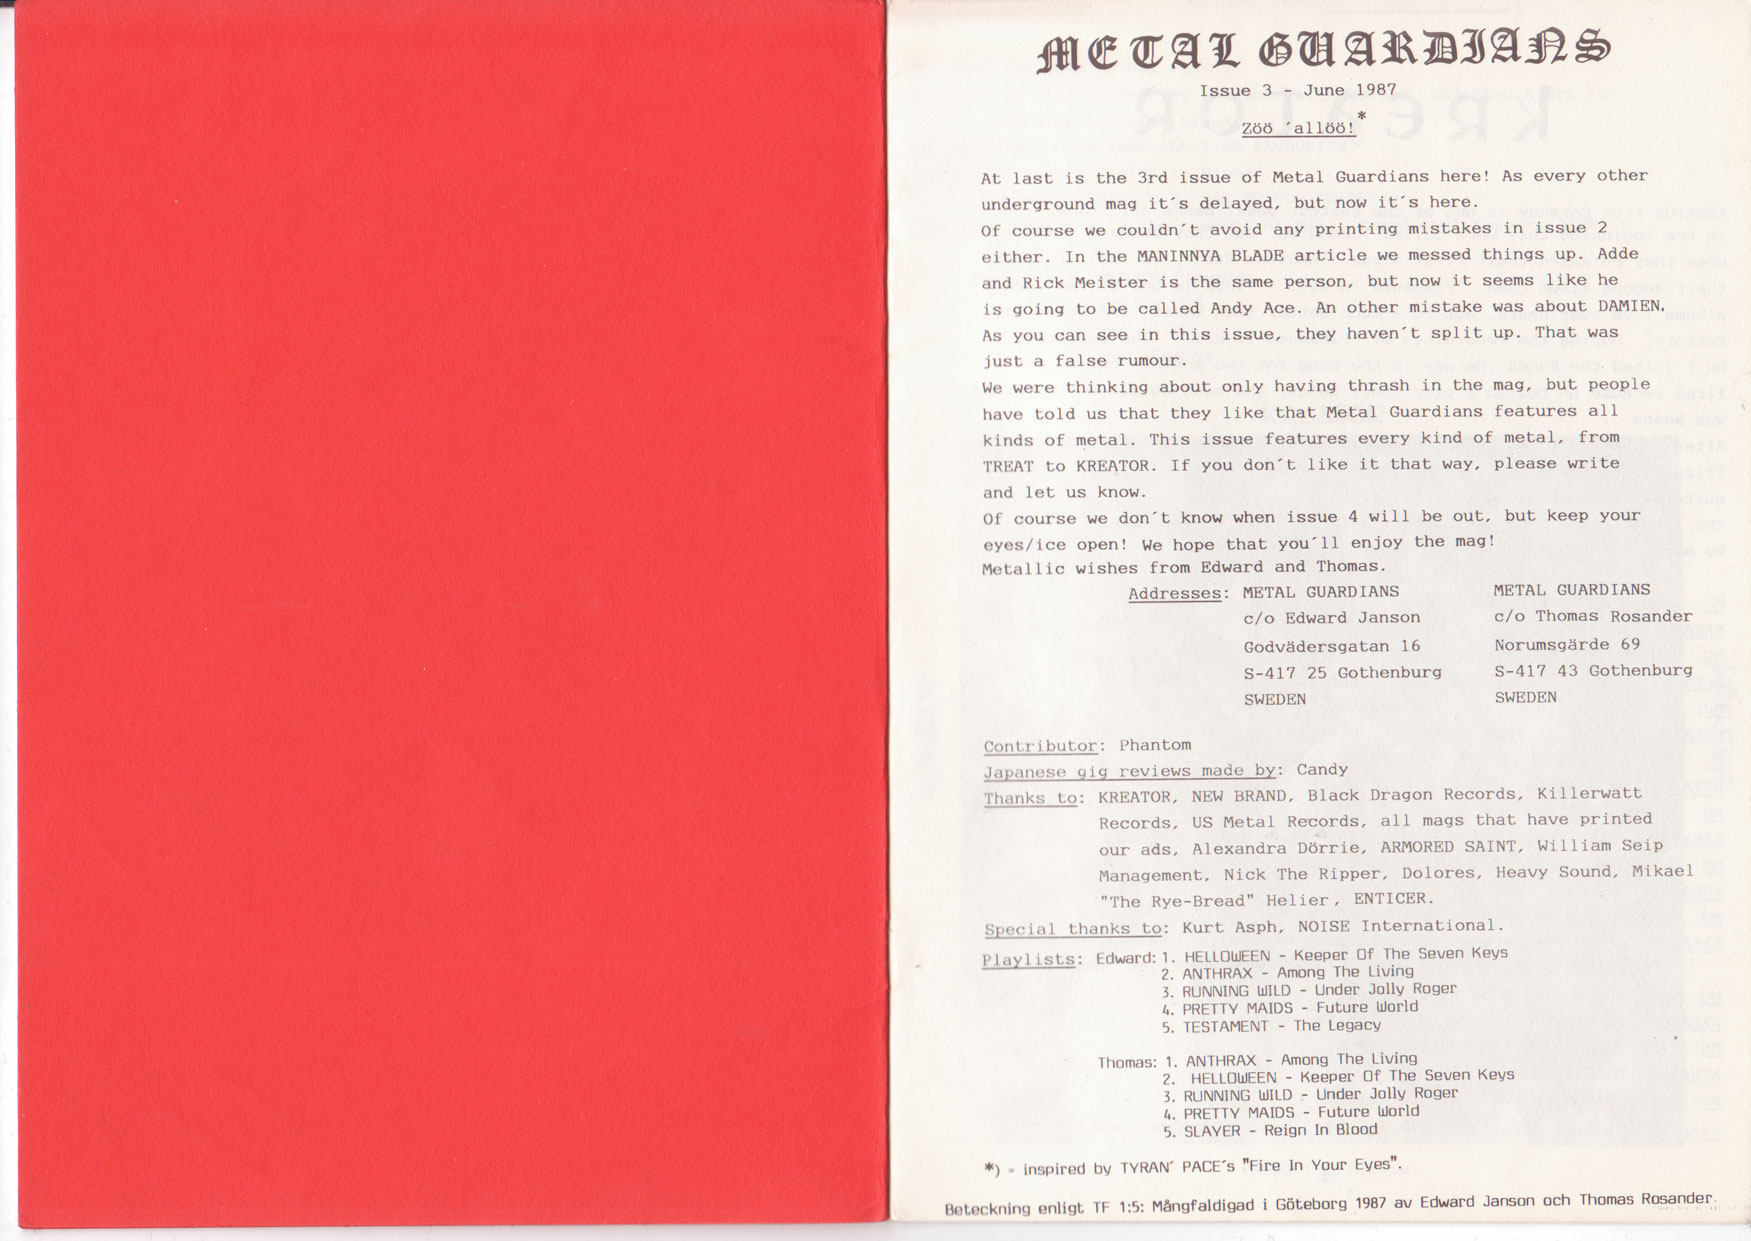 METAL GUARDIANS
Issue 3 - June 1987
Zöö ´allöö!*
At last is the 3rd issue of Metal Guardians here! As every other
underground mag it´s delayed, but now it´s here.
Of course we couldn´t avoid any printing mistakes in issue 2
either. In the MANINNYA BLADE article we messed things up. Adde
and Rick Meister is the same person, but now it seems like he
is going to be called Andy Ace. An other mistake was about DAMIEN.
As you can see in this issue, they haven´t split up. That was
just a false rumour.
We were thinking about only having thrash in the mag, but people
have told us that they like that Metal Guardians features all
kinds of metal. This issue features every kind of metal, from
TREAT to KREATOR. If you don´t like it that way, please write
and let us know.
Of course we don´t know when issue 4 will be out, but keep your
eyes/ice open! We hope that you´ll enjoy the mag!
Metallic wishes from Edward and Thomas.
Addresses: METAL GUARDIANS
c/o Edward Janson
Godvädersgatan 16
S-417 25 Gothenburg
SWEDEN
METAL GUARDIANS
c/o Thomas Rosander
Norumsgärde 69
S-417 43 Gothenburg
SWEDEN
Contributor: Phantom
Japanese gig reviews made by: Candy
Thanks to: KREATOR, NEW BRAND, Black Dragon Records, Killerwatt
Records, US Metal Records, all mags that have printed
our ads, Alexandra Dörrie, ARMORED SAINT, William Seip
Management, Nick The Ripper, Dolores, Heavy Sound, Mikael
"The Rye-Bread" Helier, ENTICER.
Special thanks to: Kurt Asph, NOISE International.
Playlists: Edward: 1. HELLOWEEN - Keeper Of The Seven Keys
2. ANTHRAX - Among The Living
3. RUNNING WILD - Under Jolly Roger
4. PRETTY MAIDS - Future World
5. TESTAMENT - The Legacy
Thomas: 1. ANTHRAX - Among The Living
2. HELLOWEEN - Keeper Of The Seven Keys
3. RUNNING WILD - Under Jolly Roger
4. PRETTY MAIDS - Future World
5. SLAYER - Reign In Blood
*) - inspired by TYRAN´ PACE´s "Fire In Your Eyes".
Beteckning enligt TF 1:5: Mångfaldigad i Göteborg 1987 av Edward Janson och Thomas Rosander.